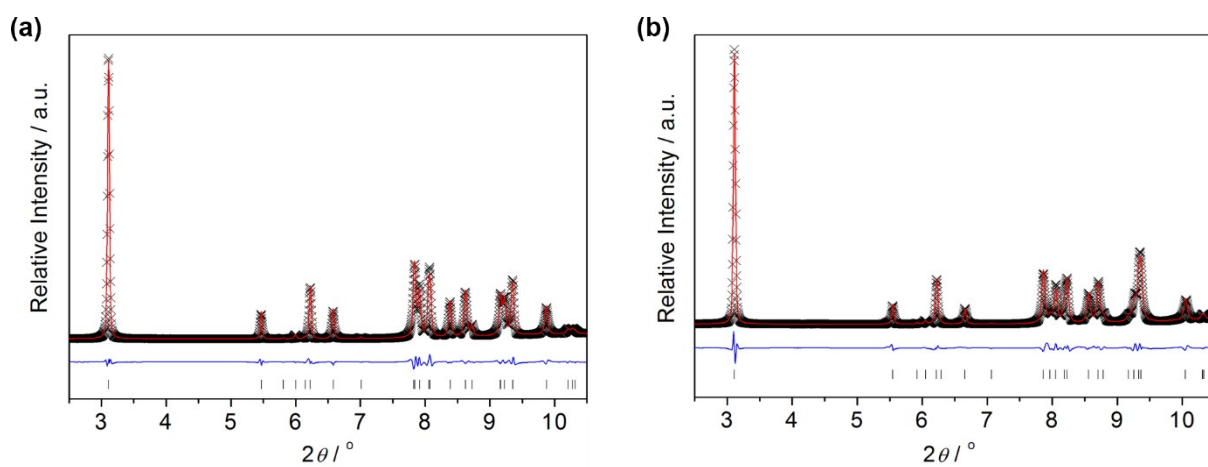 (a)
(b)
Relative Intensity / a.u.
3 4 5 6 7 8 9 10
2θ / °
Relative Intensity / a.u.
3 4 5 6 7 8 9 10
2θ / °